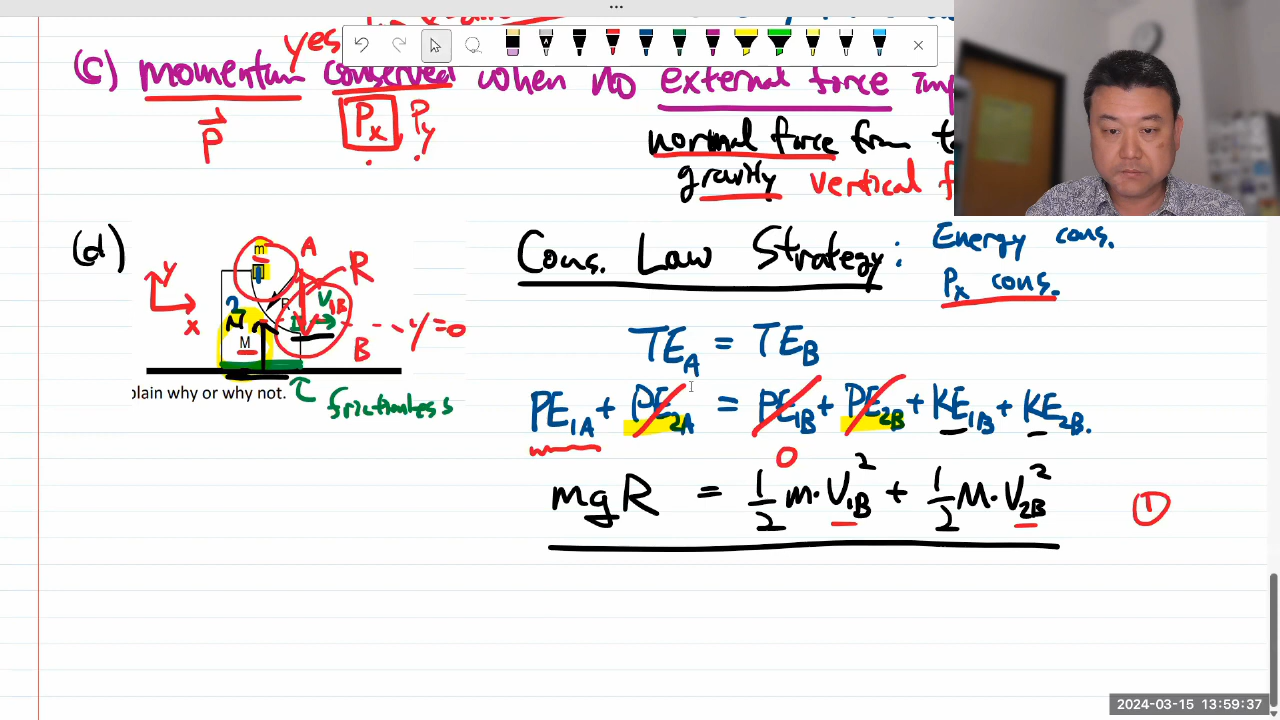 yes
(c) momentum conserved when no external force
P
Px, Py
normal force from
gravity vertical
(d)
m
A
R
y
x
R
V1B
1
2
M
M
y=0
B
plain why or why not.
frictionless
Cons. Law Strategy: Energy cons.
Px cons.
TEA = TEB
PE1A + PE2A = PE1B + PE2B + KE1B + KE2B.
0
mgR = 1/2 m·V1B² + 1/2 M·V2B² ①
2024-03-15 13:59:37